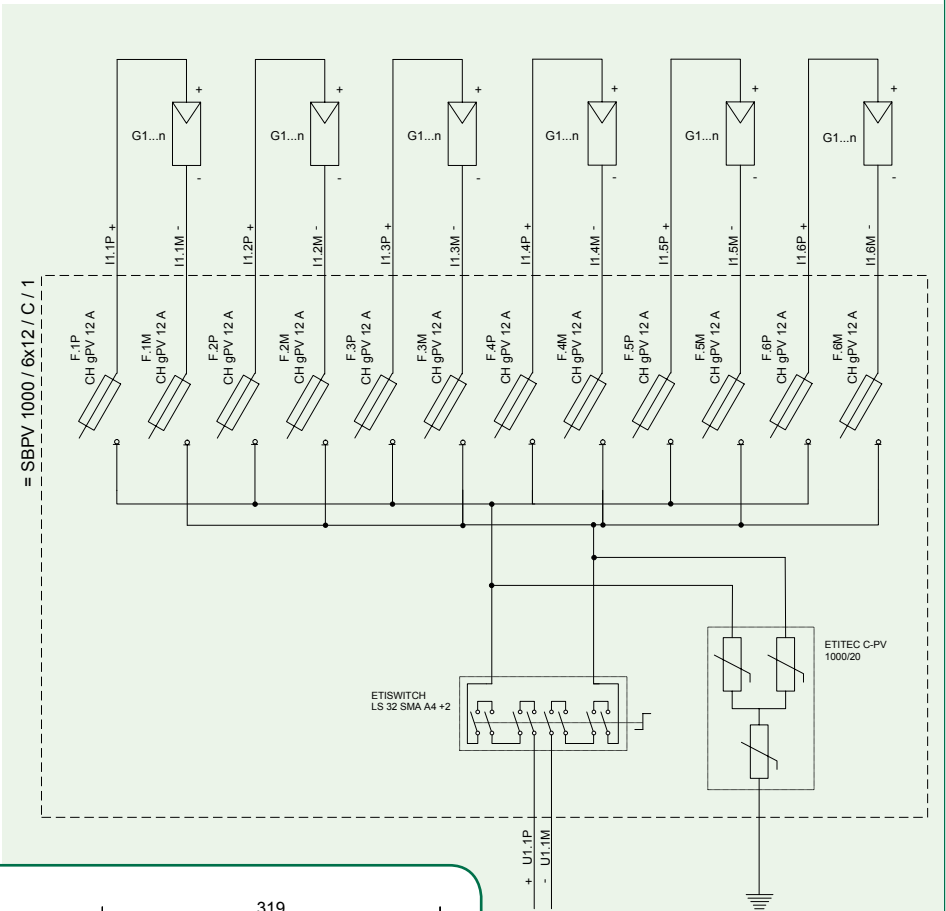 + + + + + +
G1...n G1...n G1...n G1...n G1...n G1...n
- - - - - -
I1.1P +
I1.1M -
I1.2P +
I1.2M -
I1.3P +
I1.3M -
I1.4P +
I1.4M -
I1.5P +
I1.5M -
I1.6P +
I1.6M -
= SBPV 1000 / 6x12 / C / 1
F.1P
CH gPV 12 A
F.1M
CH gPV 12 A
F.2P
CH gPV 12 A
F.2M
CH gPV 12 A
F.3P
CH gPV 12 A
F.3M
CH gPV 12 A
F.4P
CH gPV 12 A
F.4M
CH gPV 12 A
F.5P
CH gPV 12 A
F.5M
CH gPV 12 A
F.6P
CH gPV 12 A
F.6M
CH gPV 12 A
ETITEC C-PV
1000/20
ETISWITCH
LS 32 SMA A4 +2
+ U1.1P
- U1.1M
319